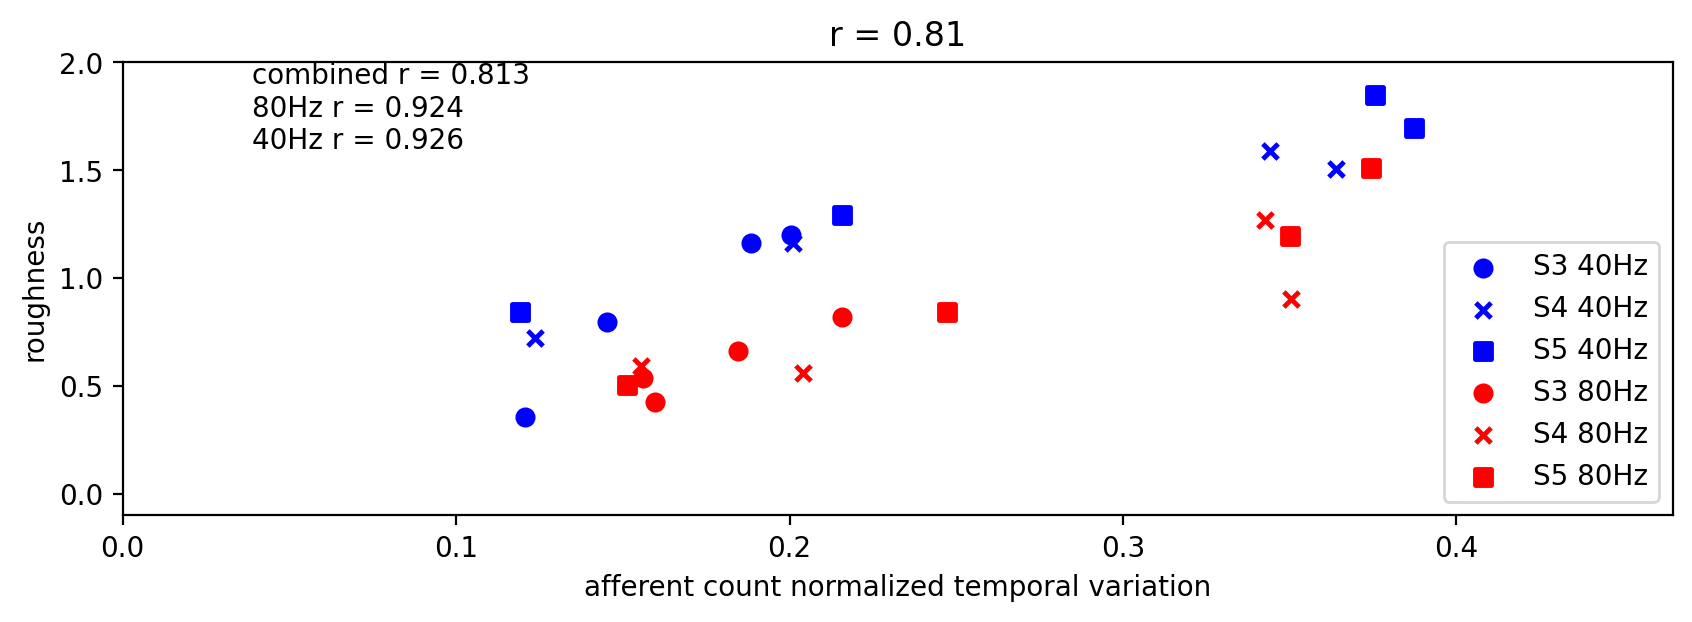 r = 0.81
combined r = 0.813
80Hz r = 0.924
40Hz r = 0.926
2.0
1.5
1.0
0.5
0.0
roughness
0.0
0.1
0.2
0.3
0.4
afferent count normalized temporal variation
S3 40Hz
S4 40Hz
S5 40Hz
S3 80Hz
S4 80Hz
S5 80Hz